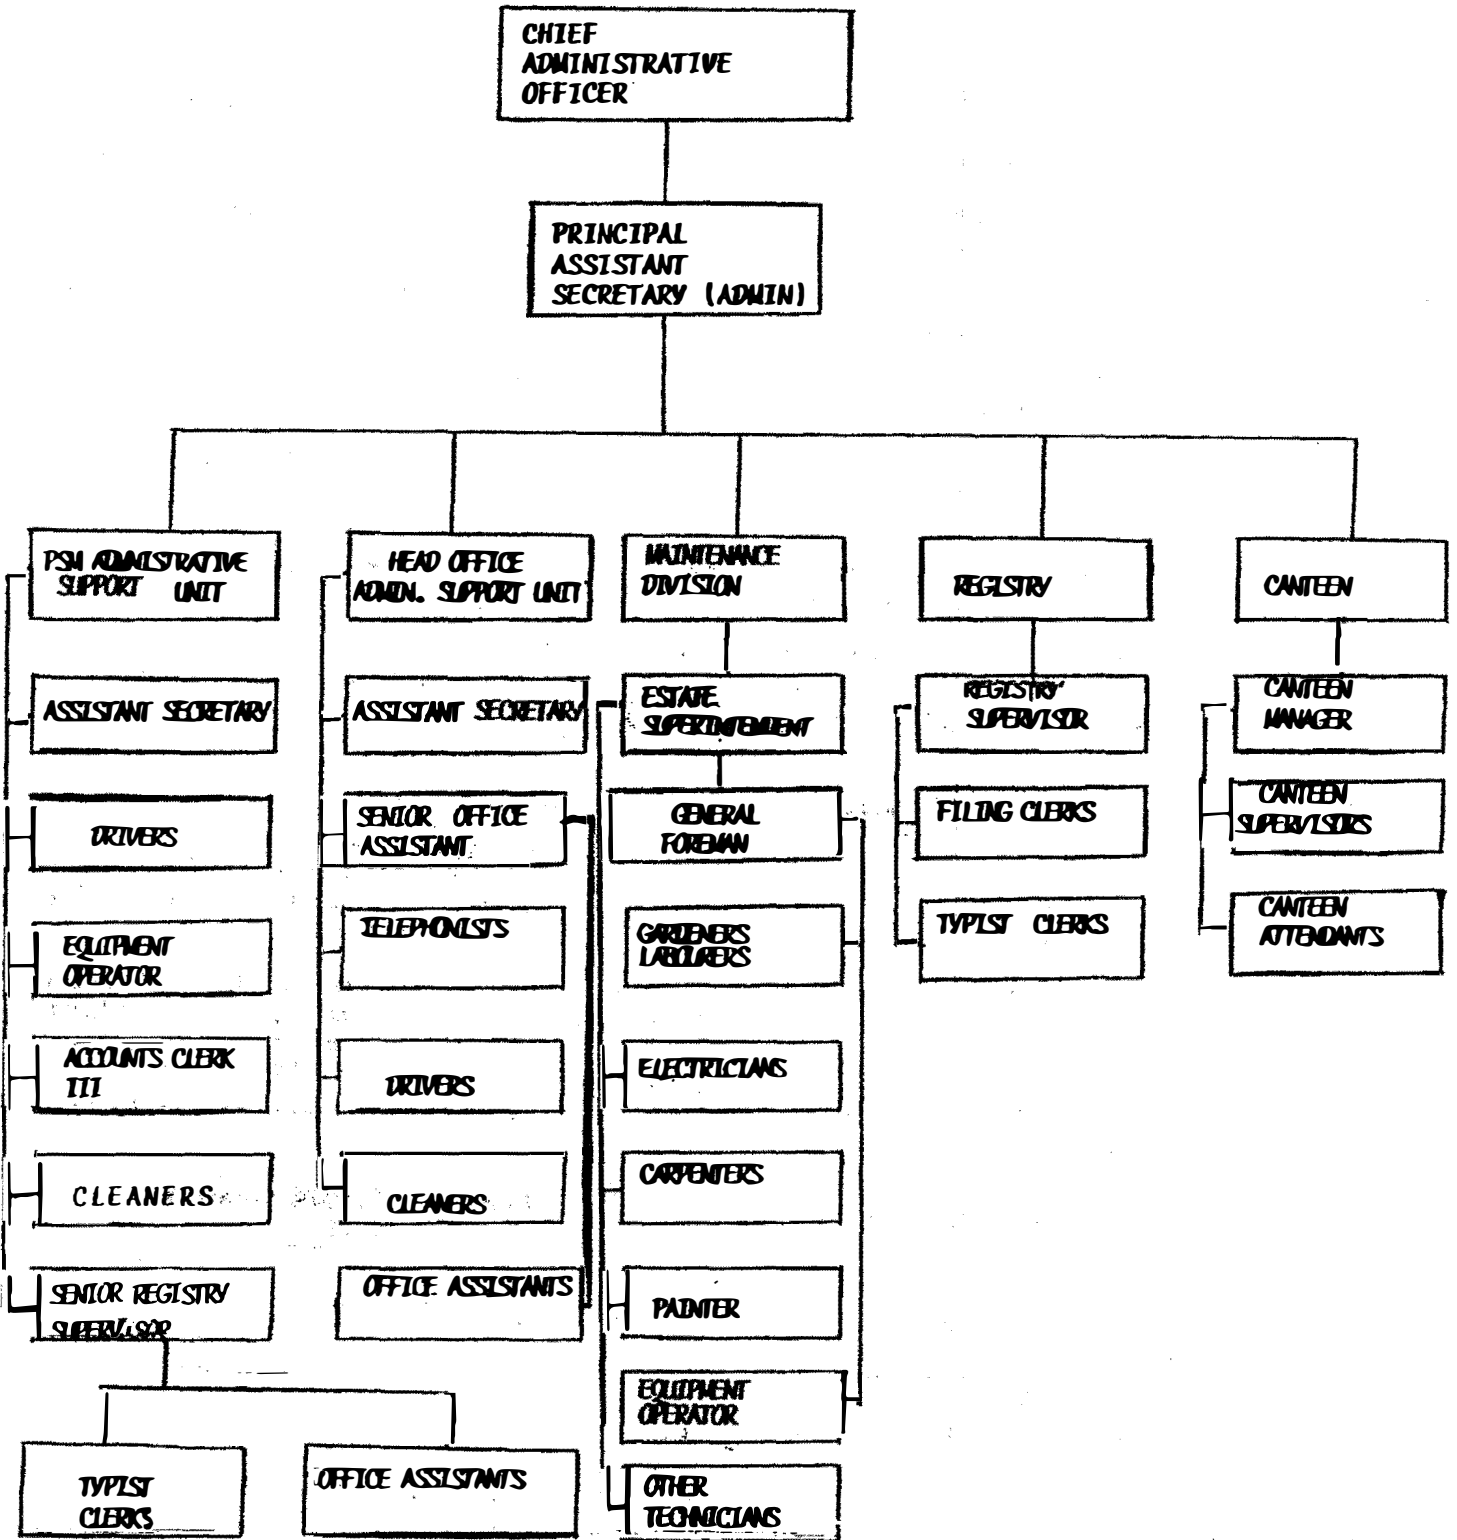 CHIEF
ADMINISTRATIVE
OFFICER
PRINCIPAL
ASSISTANT
SECRETARY (ADMIN)
PSM ADMINISTRATIVE
SUPPORT UNIT
HEAD OFFICE
ADMIN. SUPPORT UNIT
MAINTENANCE
DIVISION
REGISTRY
CANTEEN
ASSISTANT SECRETARY
DRIVERS
EQUIPMENT
OPERATOR
ACCOUNTS CLERK
III
CLEANERS
SENIOR REGISTRY
SUPERVISOR
TYPIST
CLERKS
OFFICE ASSISTANTS
ASSISTANT SECRETARY
SENIOR OFFICE
ASSISTANT
TELEPHONISTS
DRIVERS
CLEANERS
OFFICE ASSISTANTS
ESTATE
SUPERINTENDENT
GENERAL
FOREMAN
GARDENERS
LABOURERS
ELECTRICIANS
CARPENTERS
PAINTER
EQUIPMENT
OPERATOR
OTHER
TECHNICIANS
REGISTRY
SUPERVISOR
FILING CLERKS
TYPIST CLERKS
CANTEEN
MANAGER
CANTEEN
SUPERVISORS
CANTEEN
ATTENDANTS